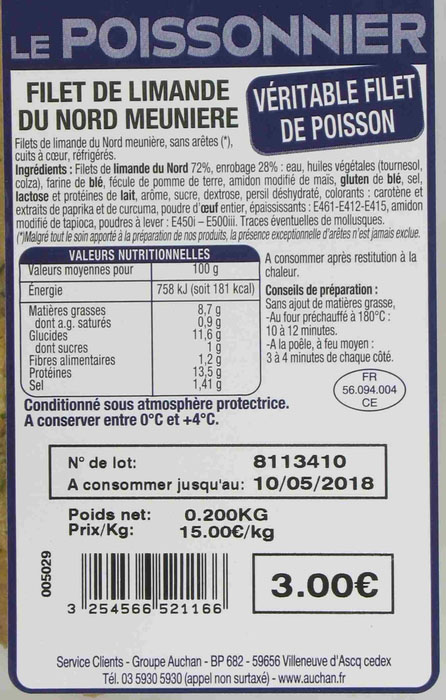 LE POISSONNIER
FILET DE LIMANDE
DU NORD MEUNIERE
VÉRITABLE FILET
DE POISSON
Filets de limande du Nord meunière, sans arêtes (*),
cuits à cœur, réfrigérés.
Ingrédients : Filets de limande du Nord 72%, enrobage 28% : eau, huiles végétales (tournesol,
colza), farine de blé, fécule de pomme de terre, amidon modifié de maïs, gluten de blé, sel,
lactose et protéines de lait, arôme, sucre, dextrose, persil déshydraté, colorants : carotène et
extraits de paprika et de curcuma, poudre d'œuf entier, épaississants : E461-E412-E415, amidon
modifié de tapioca, poudres à lever : E450i – E500iii. Traces éventuelles de mollusques.
(*)Malgré tout le soin apporté à la préparation de nos produits, la présence exceptionnelle d'arêtes n'est jamais exclue.
VALEURS NUTRITIONNELLES
Valeurs moyennes pour 100 g
Énergie 758 kJ (soit 181 kcal)
Matières grasses 8,7 g
dont a.g. saturés 0,9 g
Glucides 11,6 g
dont sucres 1 g
Fibres alimentaires 1,2 g
Protéines 13,5 g
Sel 1,41 g
A consommer après restitution à la
chaleur.
Conseils de préparation :
Sans ajout de matières grasse,
-Au four préchauffé à 180°C :
10 à 12 minutes.
-A la poêle, à feu moyen :
3 à 4 minutes de chaque côté.
FR
56.094.004
CE
Conditionné sous atmosphère protectrice.
A conserver entre 0°C et +4°C.
N° de lot: 8113410
A consommer jusqu'au: 10/05/2018
Poids net: 0.200KG
Prix/Kg: 15.00€/kg
005029
3 254566 521166
3.00€
Service Clients - Groupe Auchan - BP 682 - 59656 Villeneuve d'Ascq cedex
Tél. 03 5930 5930 (appel non surtaxé) - www.auchan.fr